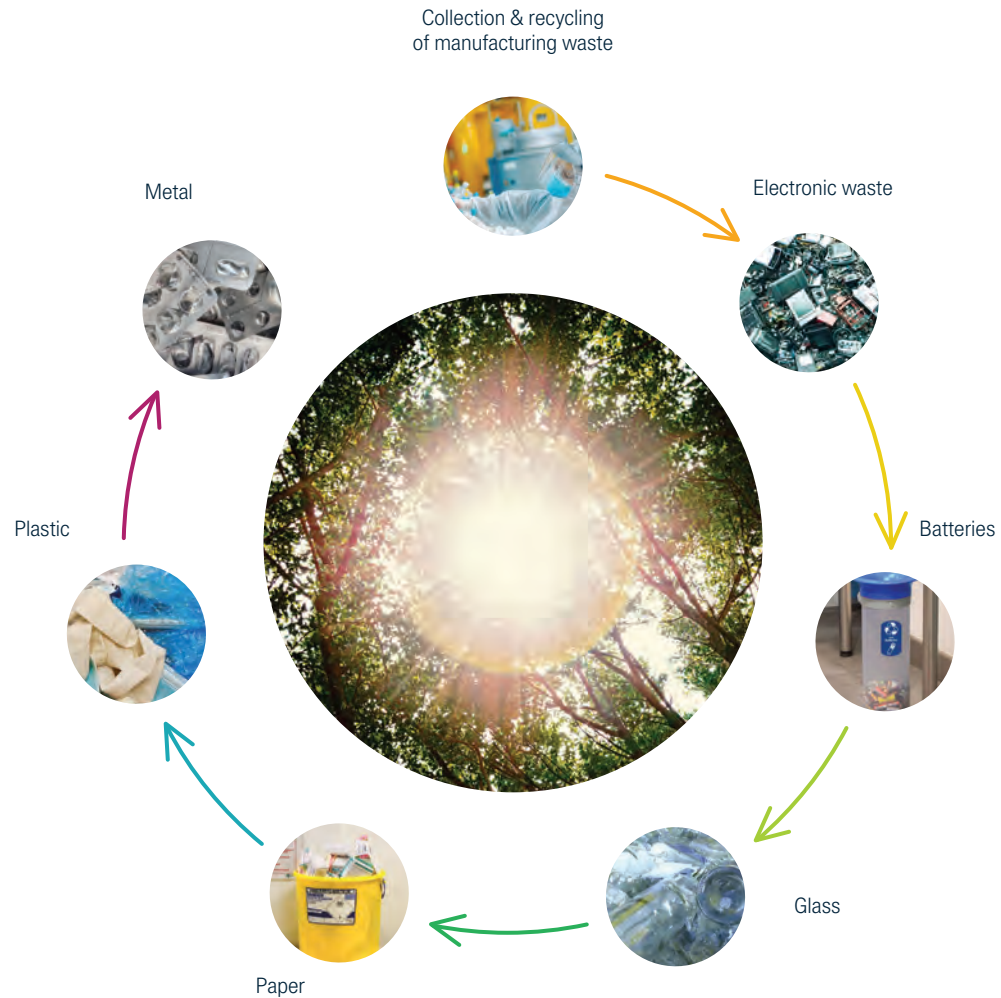 Collection & recycling
of manufacturing waste
Electronic waste
Batteries
Glass
Paper
Plastic
Metal